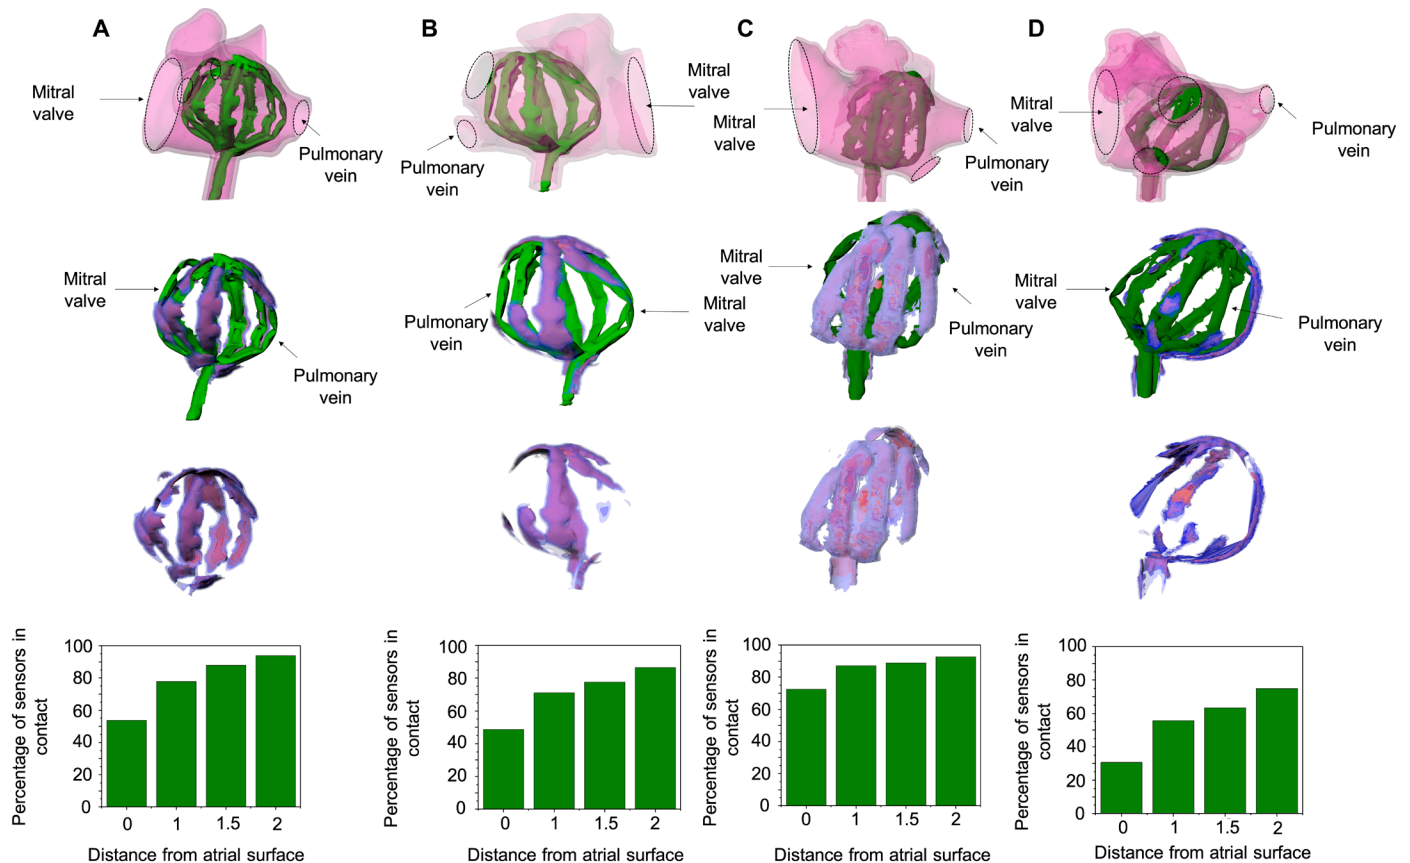 A
B
C
D
Mitral
valve
Pulmonary
vein
Pulmonary
vein
Mitral
valve
Mitral
valve
Pulmonary
vein
Mitral
valve
Pulmonary
vein
Mitral
valve
Pulmonary
vein
Pulmonary
vein
Mitral
valve
Mitral
valve
Pulmonary
vein
Mitral
valve
Pulmonary
vein
Percentage of sensors in
contact
100
80
60
40
20
0
0 1 1.5 2
Distance from atrial surface
Percentage of sensors in
contact
100
80
60
40
20
0
0 1 1.5 2
Distance from atrial surface
Percentage of sensors in
contact
100
80
60
40
20
0
0 1 1.5 2
Distance from atrial surface
Percentage of sensors in
contact
100
80
60
40
20
0
0 1 1.5 2
Distance from atrial surface